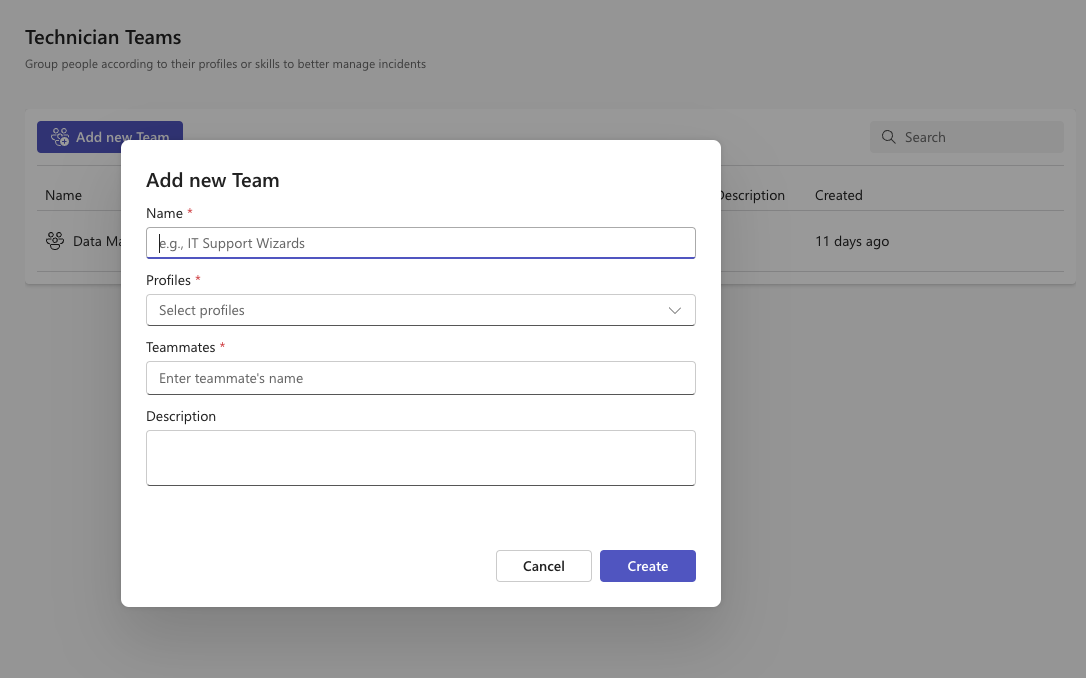 Technician Teams
Group people according to their profiles or skills to better manage incidents
Add new Team
Search
Name Description Created
Data Ma 11 days ago
Add new Team
Name *
e.g., IT Support Wizards
Profiles *
Select profiles
Teammates *
Enter teammate's name
Description
Cancel Create